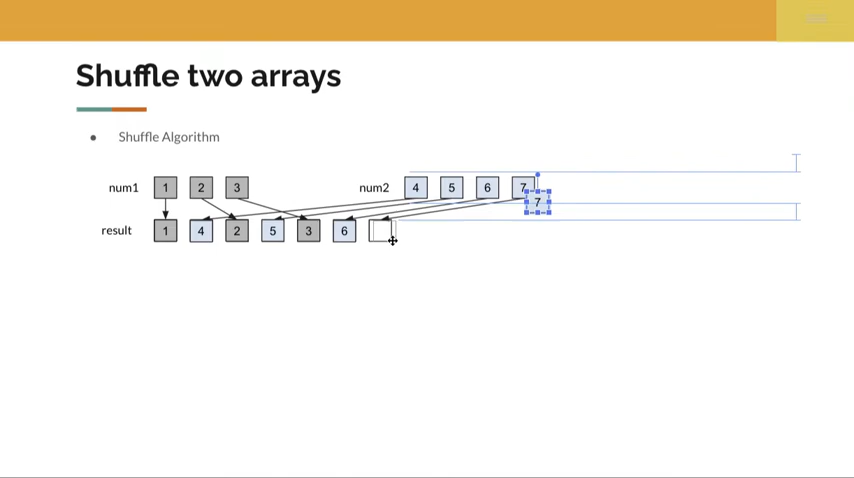 Shuffle two arrays
● Shuffle Algorithm
num1 1 2 3 num2 4 5 6 7
7
result 1 4 2 5 3 6